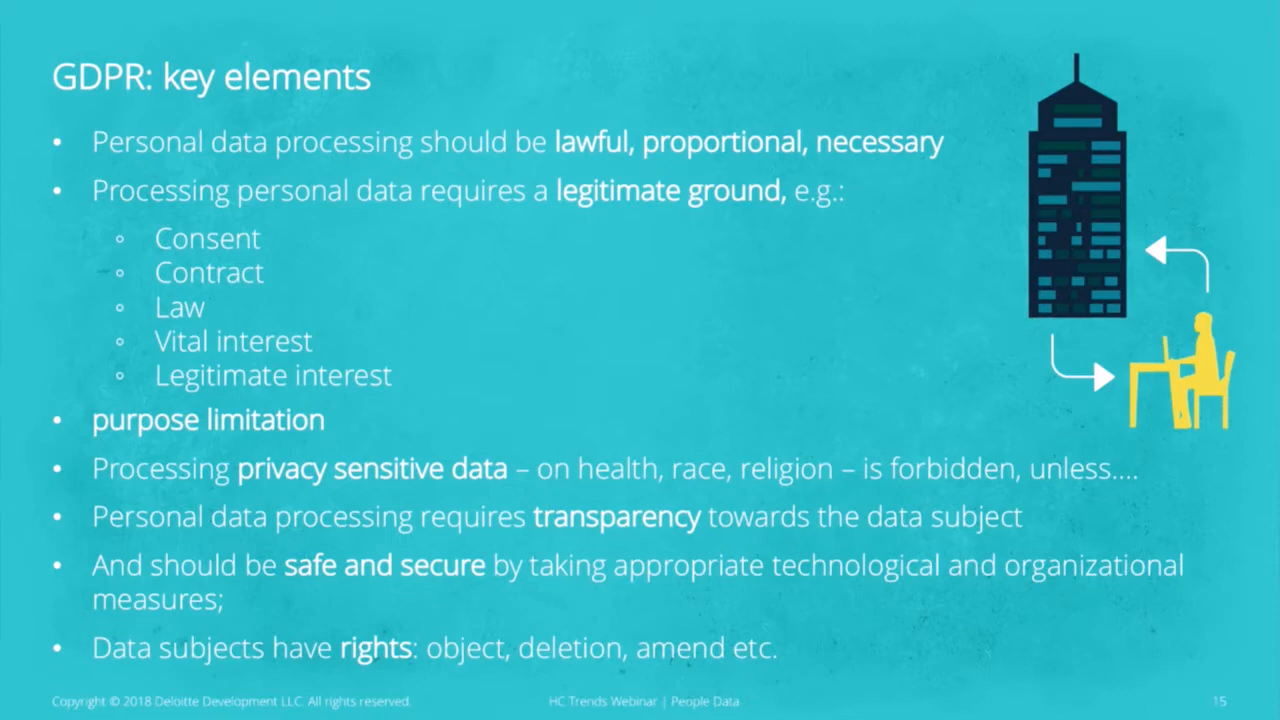 GDPR: key elements
• Personal data processing should be lawful, proportional, necessary
• Processing personal data requires a legitimate ground, e.g.:
◦ Consent
◦ Contract
◦ Law
◦ Vital interest
◦ Legitimate interest
• purpose limitation
• Processing privacy sensitive data – on health, race, religion – is forbidden, unless....
• Personal data processing requires transparency towards the data subject
• And should be safe and secure by taking appropriate technological and organizational
measures;
• Data subjects have rights: object, deletion, amend etc.
Copyright © 2018 Deloitte Development LLC. All rights reserved.
HC Trends Webinar | People Data
15